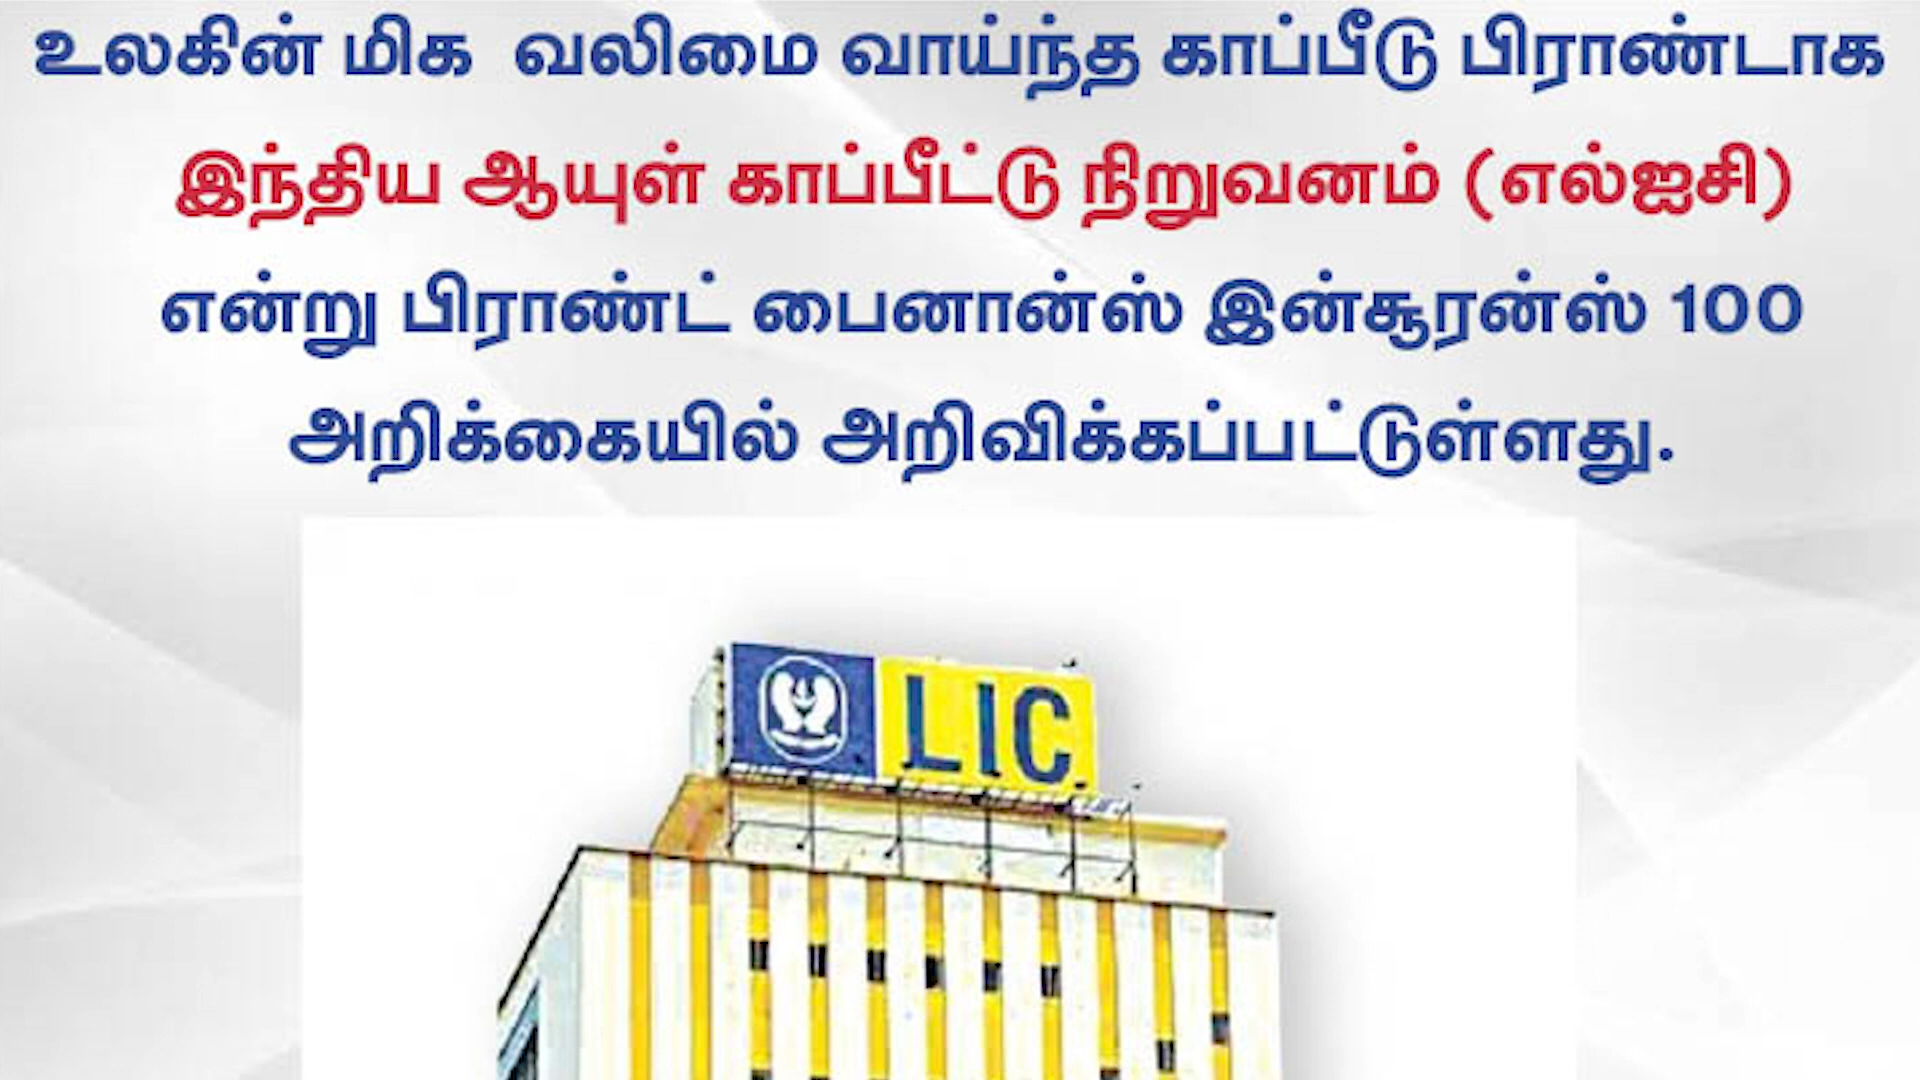 உலகின் மிக வலிமை வாய்ந்த காப்பீடு பிராண்டாக
இந்திய ஆயுள் காப்பீட்டு நிறுவனம் (எல்ஐசி)
என்று பிராண்ட் பைனான்ஸ் இன்சூரன்ஸ் 100
அறிக்கையில் அறிவிக்கப்பட்டுள்ளது.
LIC